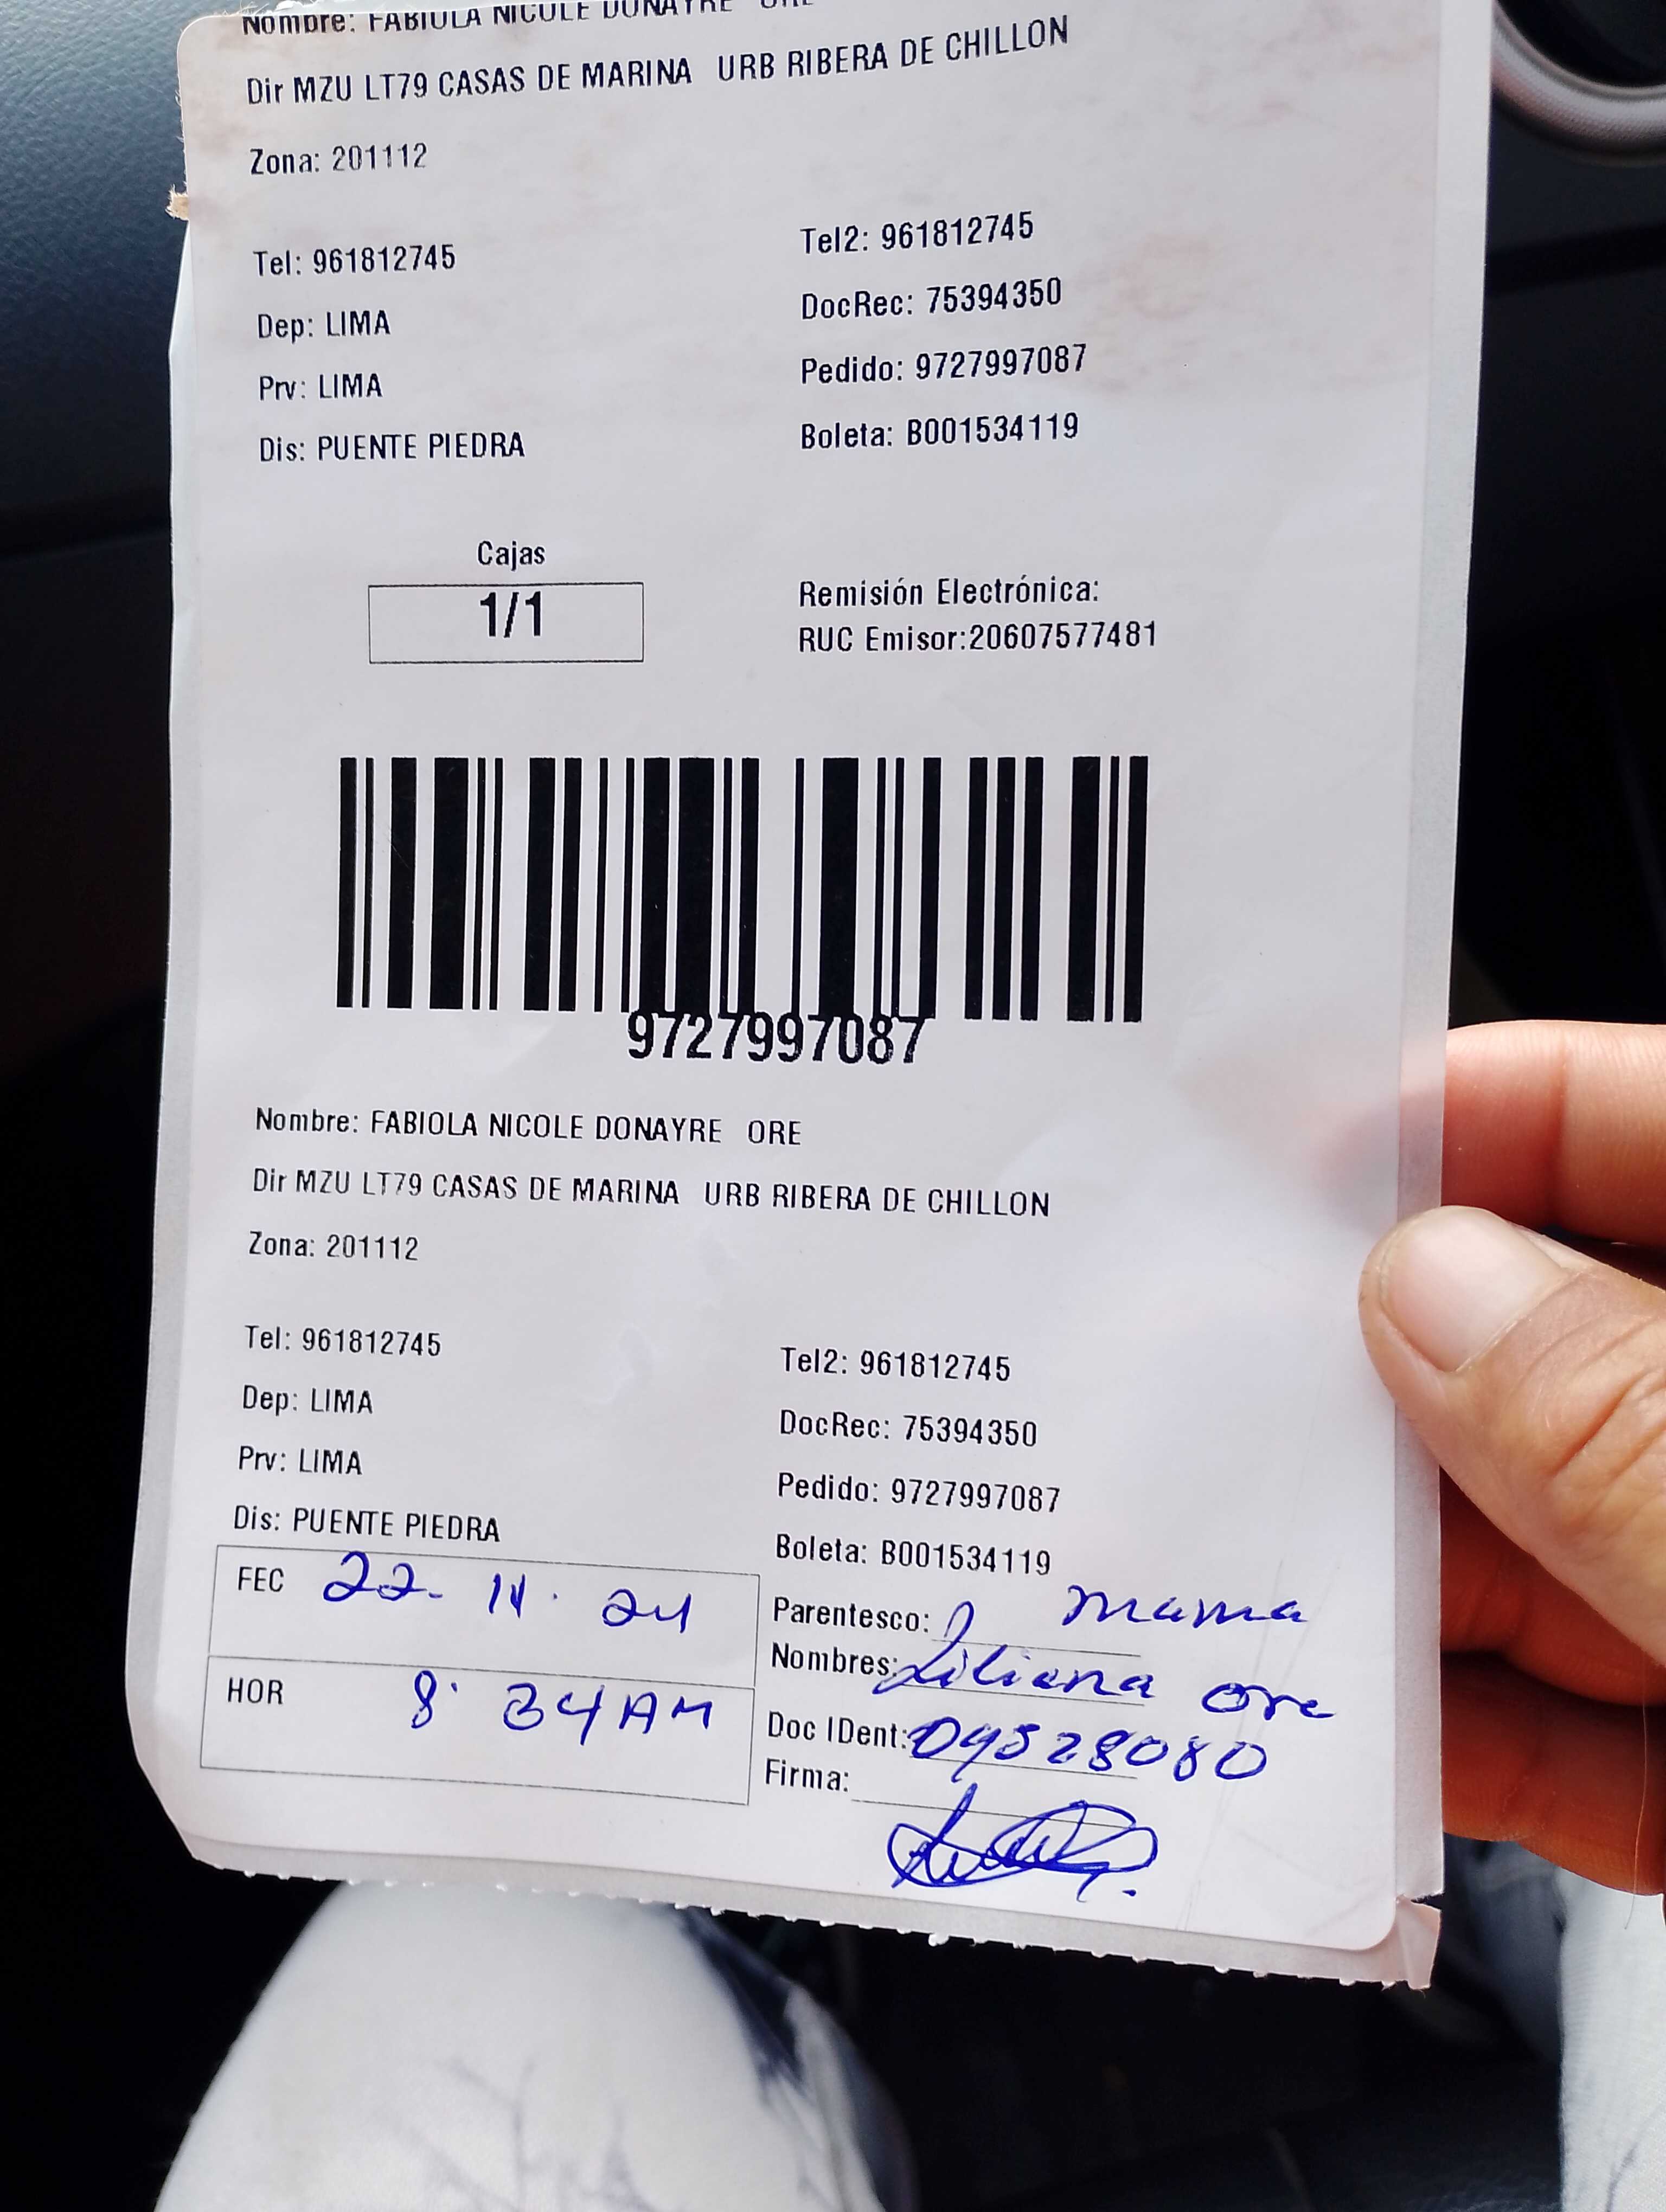 Nombre: FABIOLA NICOLE DONAYRE ORE
Dir MZU LT79 CASAS DE MARINA URB RIBERA DE CHILLON
Zona: 201112
Tel: 961812745 Tel2: 961812745
Dep: LIMA DocRec: 75394350
Prv: LIMA Pedido: 9727997087
Dis: PUENTE PIEDRA Boleta: B001534119
Cajas
1/1
Remisión Electrónica:
RUC Emisor:20607577481
9727997087
Nombre: FABIOLA NICOLE DONAYRE ORE
Dir MZU LT79 CASAS DE MARINA URB RIBERA DE CHILLON
Zona: 201112
Tel: 961812745 Tel2: 961812745
Dep: LIMA DocRec: 75394350
Prv: LIMA Pedido: 9727997087
Dis: PUENTE PIEDRA Boleta: B001534119
FEC 22-11.24
HOR 8:34AM
Parentesco: mama
Nombres: Liliana ore
Doc IDent: 09528080
Firma: